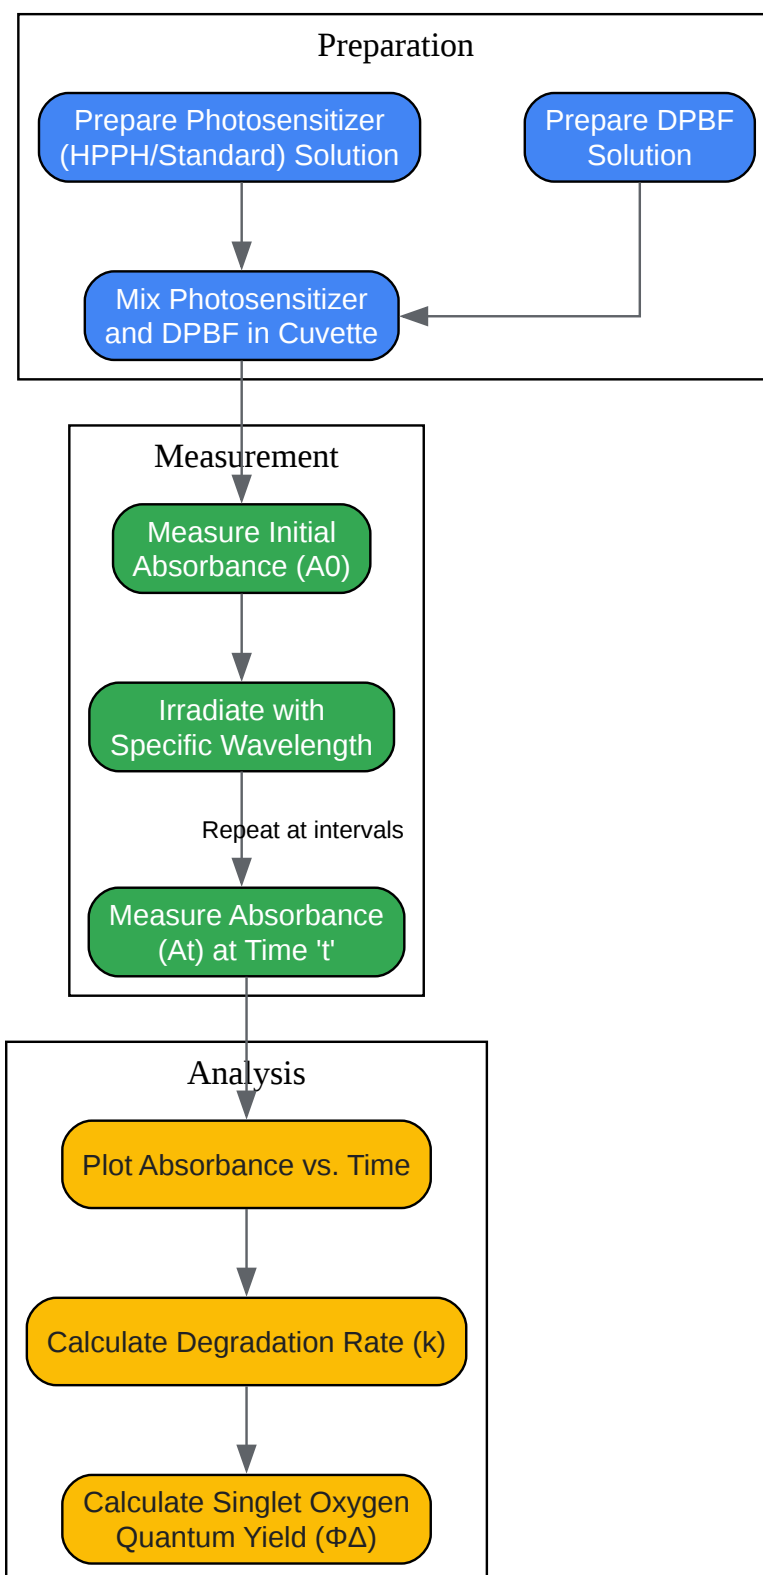 Preparation
Prepare Photosensitizer
(HPPH/Standard) Solution
Prepare DPBF
Solution
Mix Photosensitizer
and DPBF in Cuvette
Measurement
Measure Initial
Absorbance (A0)
Irradiate with
Specific Wavelength
Repeat at intervals
Measure Absorbance
(At) at Time 't'
Analysis
Plot Absorbance vs. Time
Calculate Degradation Rate (k)
Calculate Singlet Oxygen
Quantum Yield (ΦΔ)